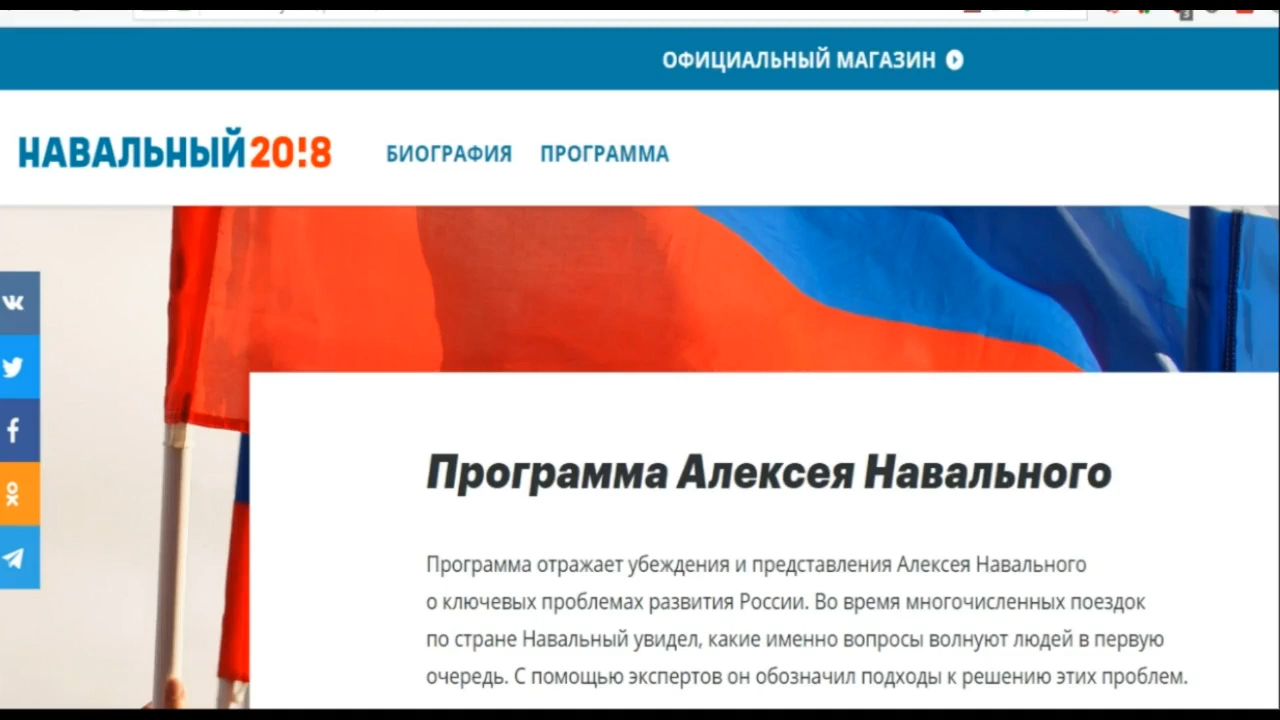 ОФИЦИАЛЬНЫЙ МАГАЗИН
НАВАЛЬНЫЙ20!8 БИОГРАФИЯ ПРОГРАММА
Программа Алексея Навального
Программа отражает убеждения и представления Алексея Навального
о ключевых проблемах развития России. Во время многочисленных поездок
по стране Навальный увидел, какие именно вопросы волнуют людей в первую
очередь. С помощью экспертов он обозначил подходы к решению этих проблем.